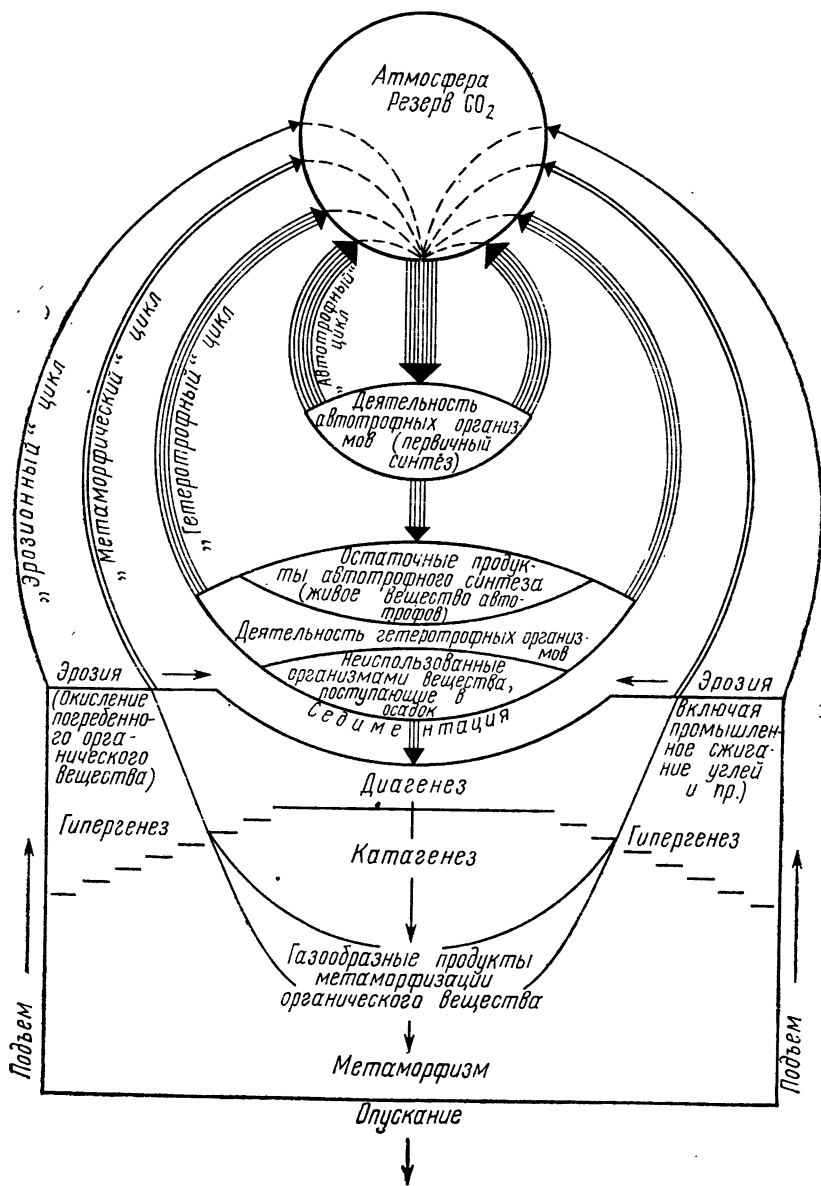 Атмосфера
Резерв CO₂
„Автотрофный“
цикл
„Гетеротрофный“ цикл
„Метаморфический“ цикл
„Эрозионный“ цикл
Деятельность
автотрофных организ-
мов (первичный
синтез)
Остаточные продук-
ты автотрофного синтеза
(живое вещество авто-
трофов)
Деятельность гетеротрофных организ-
мов
Неиспользованные
организмами вещества,
поступающие в
осадок
Седиментация
Эрозия
(Окисление
погребенно-
го орга-
нического
вещества)
Эрозия
(включая
промышлен-
ное сжига-
ние углей
и пр.)
Диагенез
Гипергенез
Катагенез
Гипергенез
Газообразные продукты
метаморфизации
органического вещества
Подъем
Метаморфизм
Подъем
Опускание